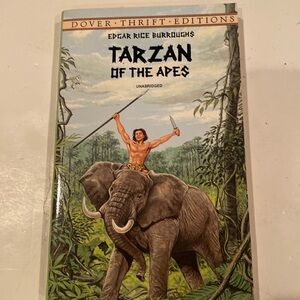 DOVER · THRIFT · EDITIONS
EDGAR RICE BURROUGHS
TARZAN
OF THE APES
UNABRIDGED